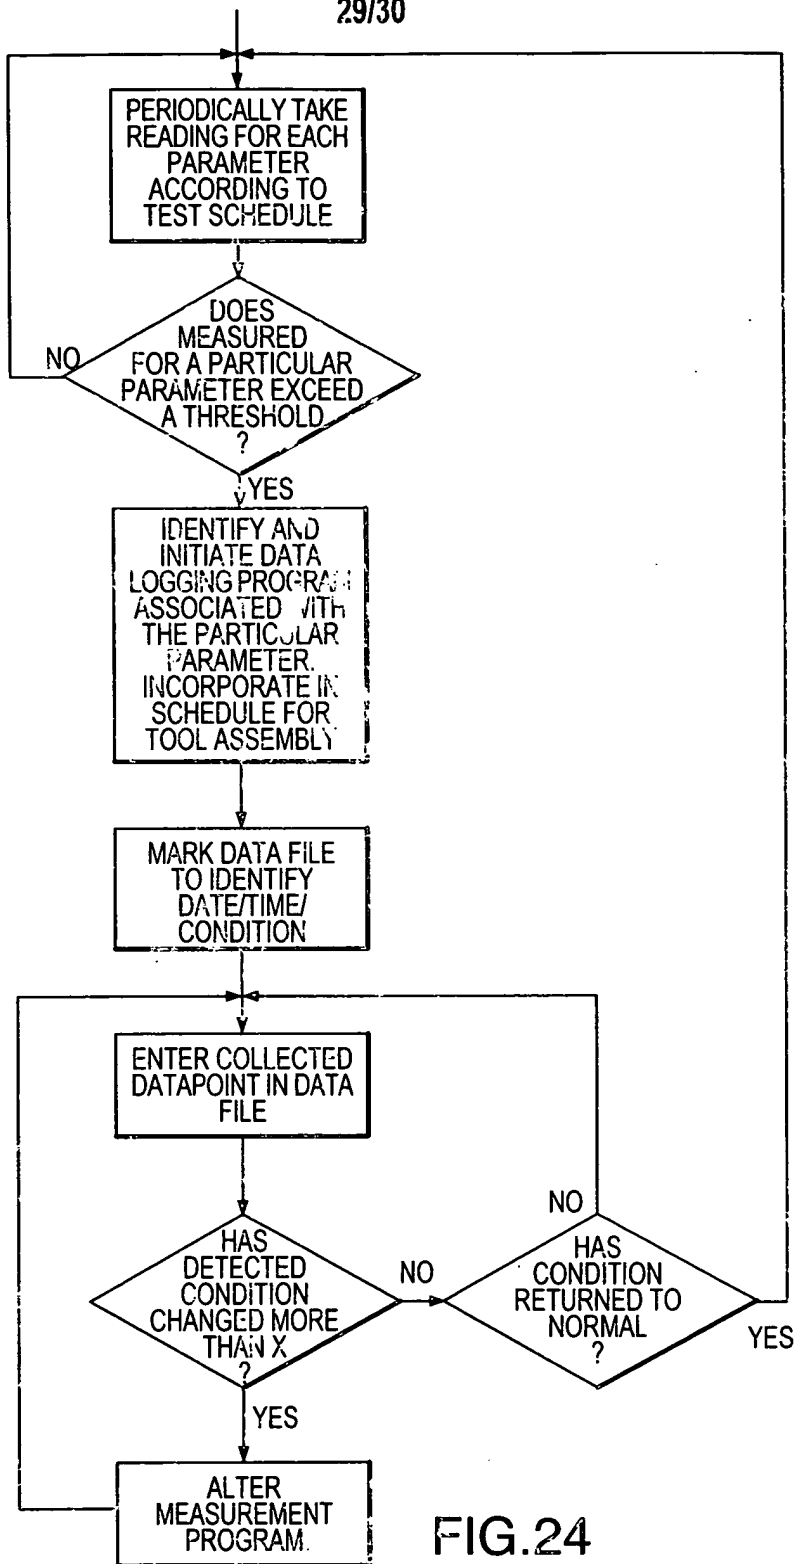 29/30
PERIODICALLY TAKE
READING FOR EACH
PARAMETER
ACCORDING TO
TEST SCHEDULE
DOES
MEASURED
FOR A PARTICULAR
PARAMETER EXCEED
A THRESHOLD
?
NO
YES
IDENTIFY AND
INITIATE DATA
LOGGING PROGRAM
ASSOCIATED WITH
THE PARTICULAR
PARAMETER.
INCORPORATE IN
SCHEDULE FOR
TOOL ASSEMBLY
MARK DATA FILE
TO IDENTIFY
DATE/TIME/
CONDITION
ENTER COLLECTED
DATAPOINT IN DATA
FILE
HAS
DETECTED
CONDITION
CHANGED MORE
THAN X
?
NO
YES
HAS
CONDITION
RETURNED TO
NORMAL
?
NO
YES
ALTER
MEASUREMENT
PROGRAM.
FIG.24